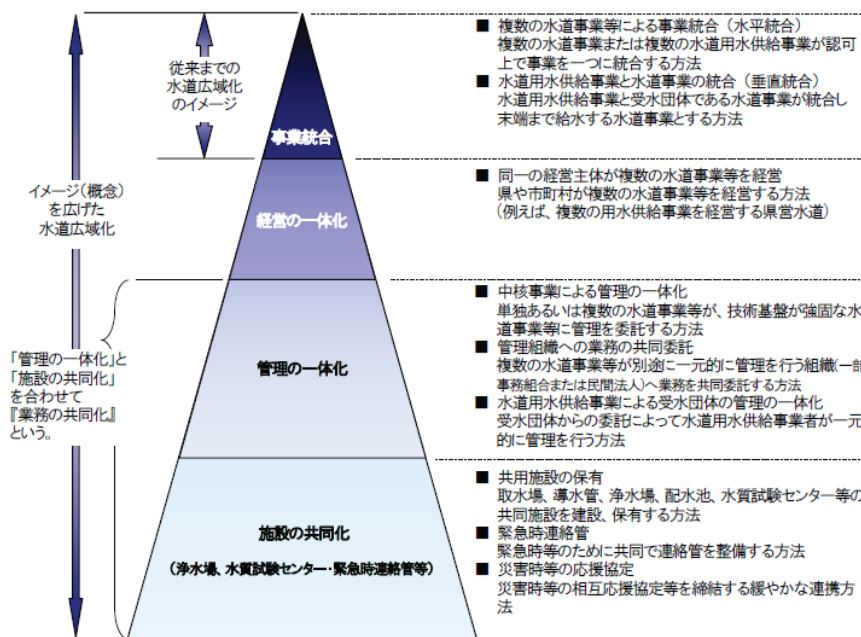 従来までの
水道広域化
のイメージ
事業統合
イメージ(概念)
を広げた
水道広域化
経営の一体化
「管理の一体化」と
「施設の共同化」
を合わせて
『業務の共同化』
という。
管理の一体化
施設の共同化
(浄水場、水質試験センター・緊急時連絡管等)
■ 複数の水道事業等による事業統合(水平統合)
複数の水道事業または複数の水道用水供給事業が認可
上で事業を一つに統合する方法
■ 水道用水供給事業と水道事業の統合(垂直統合)
水道用水供給事業と受水団体である水道事業が統合し
末端まで給水する水道事業とする方法
■ 同一の経営主体が複数の水道事業等を経営
県や市町村が複数の水道事業等を経営する方法
(例えば、複数の用水供給事業を経営する県営水道)
■ 中核事業による管理の一体化
単独あるいは複数の水道事業等が、技術基盤が強固な水
道事業等に管理を委託する方法
■ 管理組織への業務の共同委託
複数の水道事業等が別途に一元的に管理を行う組織(一部
事務組合または民間法人)へ業務を共同委託する方法
■ 水道用水供給事業による受水団体の管理の一体化
受水団体からの委託によって水道用水供給事業者が一元
的に管理を行う方法
■ 共用施設の保有
取水場、導水管、浄水場、配水池、水質試験センター等の
共同施設を建設、保有する方法
■ 緊急時連絡管
緊急時等のために共同で連絡管を整備する方法
■ 災害時等の応援協定
災害時等の相互応援協定等を締結する緩やかな連携方
法